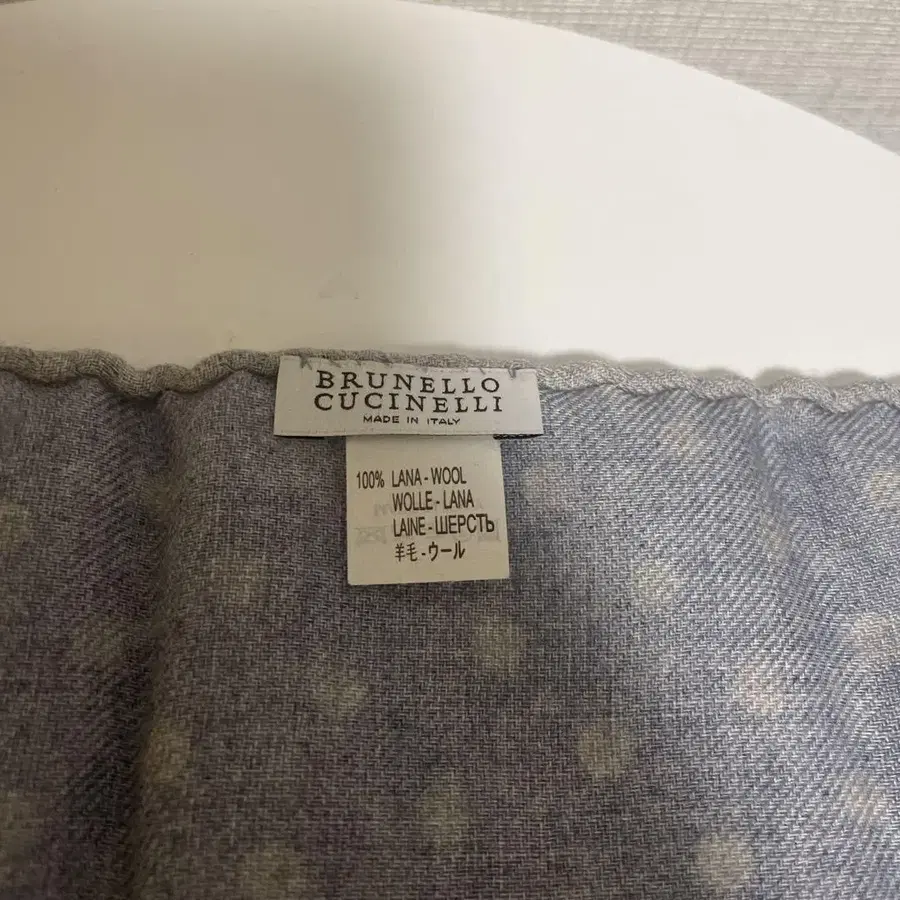 BRUNELLO
CUCINELLI
MADE IN ITALY
100% LANA-WOOL
WOLLE-LANA
LAINE-ШЕРСТЬ
羊毛-ウール